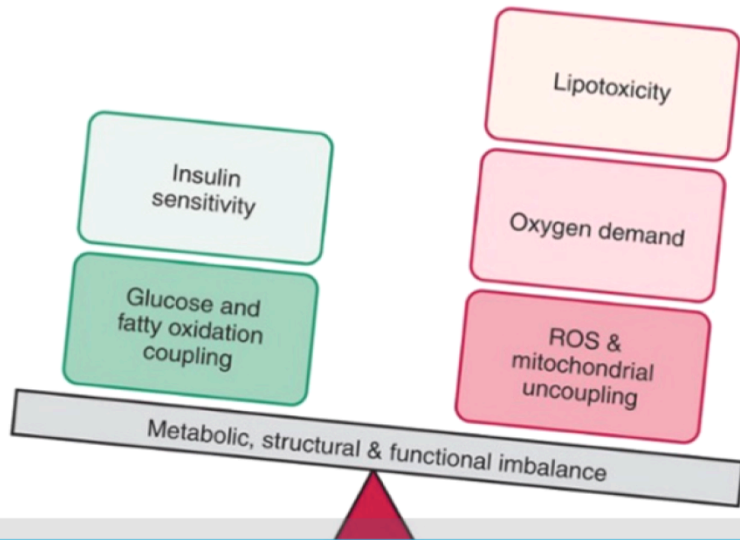 Lipotoxicity
Insulin
sensitivity
Oxygen demand
Glucose and
fatty oxidation
coupling
ROS &
mitochondrial
uncoupling
Metabolic, structural & functional imbalance